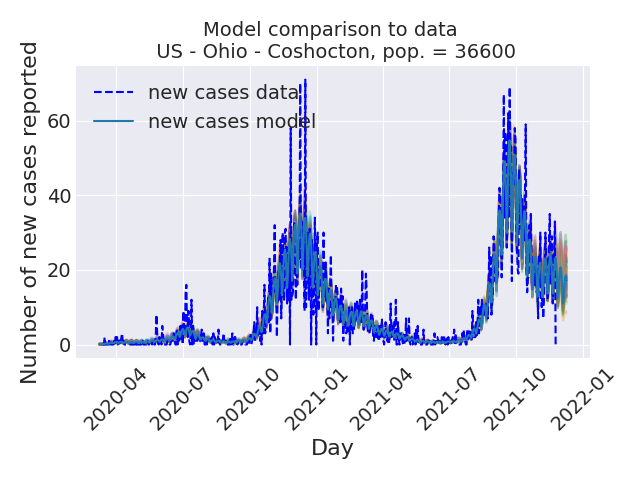 Model comparison to data
US - Ohio - Coshocton, pop. = 36600
Number of new cases reported
new cases data
new cases model
60
40
20
0
2020-04
2020-07
2020-10
2021-01
2021-04
2021-07
2021-10
2022-01
Day